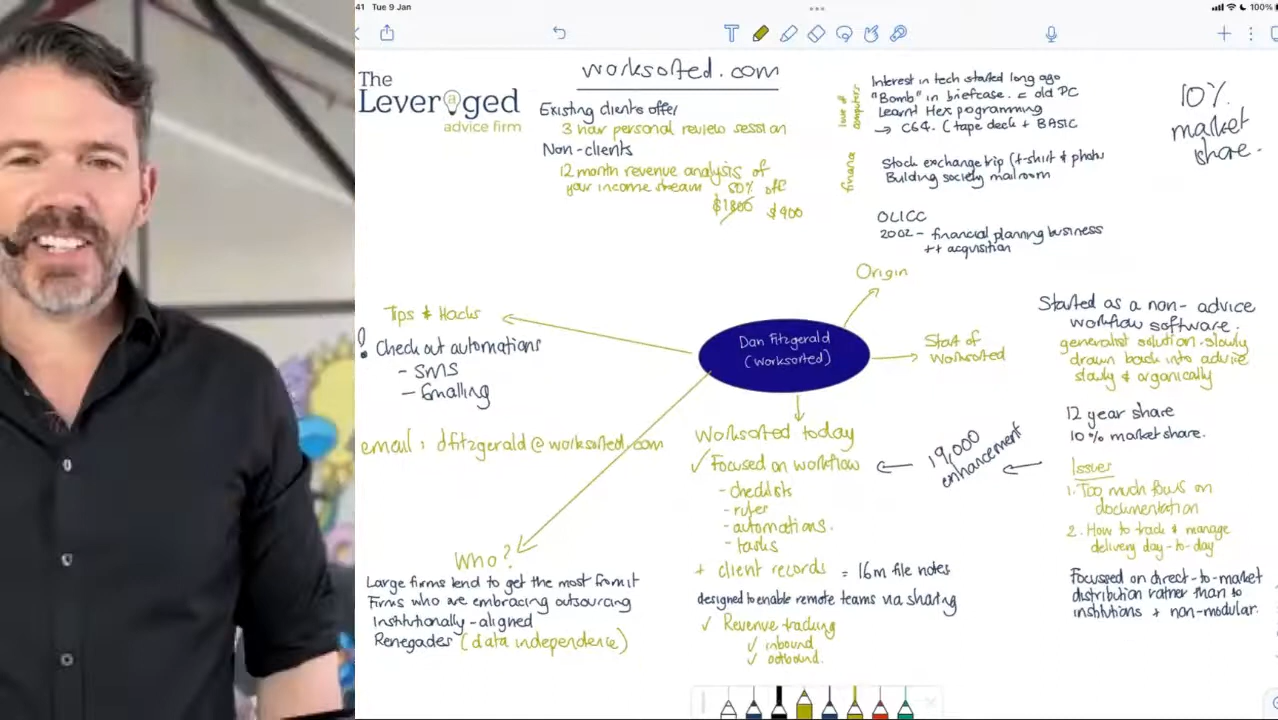 41 Tue 9 Jan
100%
The
Leveraged
advice firm
worksorted.com
Existing clients offer
3 hour personal review session
Non-clients
12 month revenue analysis of
your income stream 50% off
$1800 $900
love of computers
Interest in tech started long ago
"Bomb" in briefcase. = old PC
Learnt Hex programming
→ C64. (tape deck + BASIC
finance
Stock exchange trip (t-shirt & photo
Building society mailroom
OLICC
2002 - financial planning business
++ acquisition
10%
market
share.
Origin
Tips & Hacks
! Check out automations
- SMS
- Emailing
email: dfitzgerald@worksorted.com
Dan Fitzgerald
(worksorted)
Start of
worksorted
Started as a non-advice
workflow software.
generalist solution-slowly
drawn back into advice
slowly & organically
12 year share
10% market share.
Issues
1. Too much focus on
documentation
2. How to track & manage
delivery day-to-day
Focussed on direct-to-market
distribution rather than to
institutions + non-modular.
19,000
enhancement
Worksorted today
✓ Focused on workflow
- checklists
- rules
- automations.
- tasks
+ client records = 16m file notes
designed to enable remote teams via sharing
✓ Revenue tracking
✓ inbound
✓ outbound.
Who?
Large firms tend to get the most from it
Firms who are embracing outsourcing
Institutionally-aligned
Renegades (data independence)